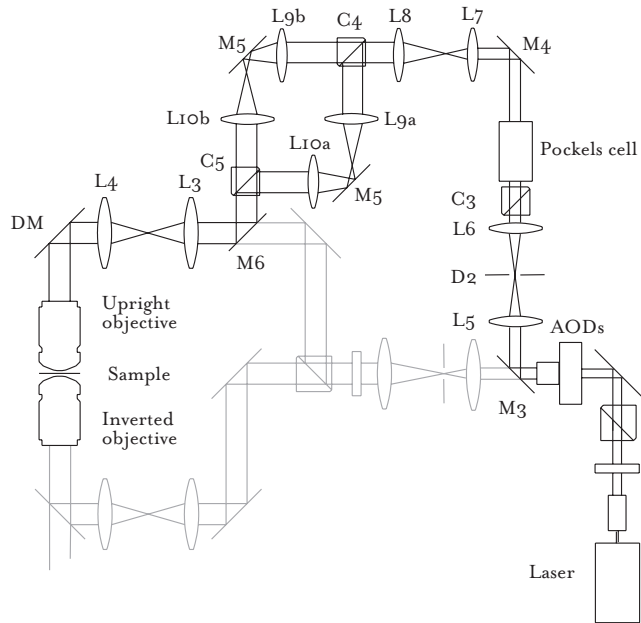 L9b
C4
L8
L7
M5
M4
L10b
L9a
L10a
Pockels cell
C5
M5
C3
L4
L3
L6
DM
M6
D2
Upright
objective
L5
AODs
Sample
M3
Inverted
objective
Laser